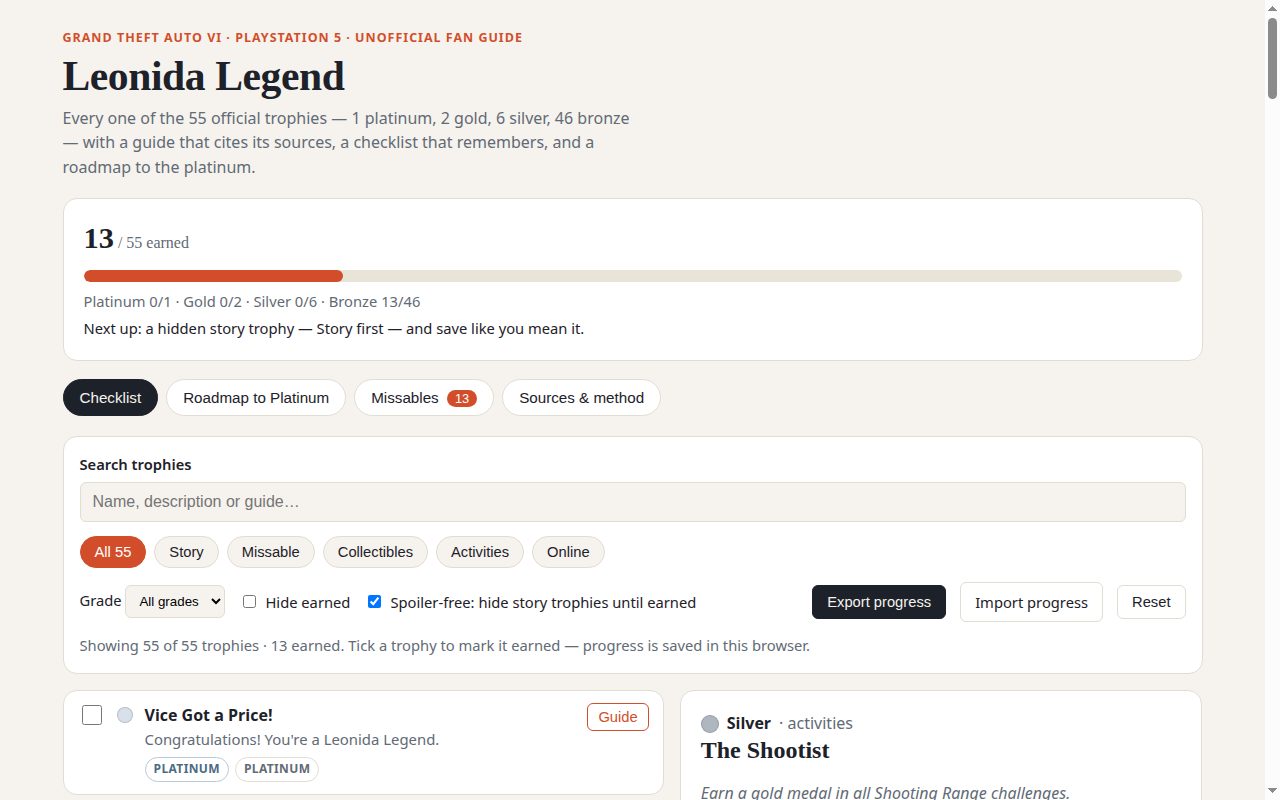 GRAND THEFT AUTO VI · PLAYSTATION 5 · UNOFFICIAL FAN GUIDE
Leonida Legend
Every one of the 55 official trophies — 1 platinum, 2 gold, 6 silver, 46 bronze
— with a guide that cites its sources, a checklist that remembers, and a
roadmap to the platinum.
13 / 55 earned
Platinum 0/1 · Gold 0/2 · Silver 0/6 · Bronze 13/46
Next up: a hidden story trophy — Story first — and save like you mean it.
Checklist Roadmap to Platinum Missables 13 Sources & method
Search trophies
Name, description or guide…
All 55 Story Missable Collectibles Activities Online
Grade All grades Hide earned Spoiler-free: hide story trophies until earned Export progress Import progress Reset
Showing 55 of 55 trophies · 13 earned. Tick a trophy to mark it earned — progress is saved in this browser.
Vice Got a Price! Guide
Congratulations! You're a Leonida Legend.
PLATINUM PLATINUM
Silver · activities
The Shootist
Earn a gold medal in all Shooting Range challenges.